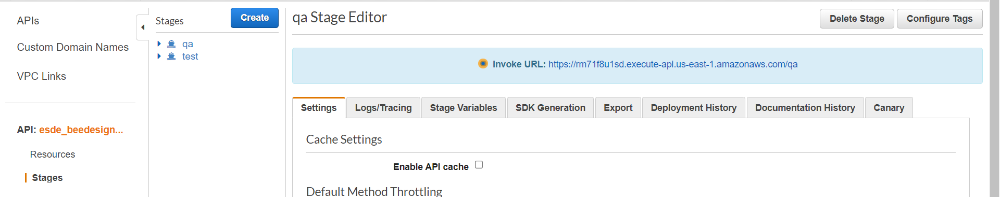 APIs
Custom Domain Names
VPC Links
API: esde_beedesign...
Resources
Stages
Stages
Create
qa
test
qa Stage Editor
Delete Stage
Configure Tags
Invoke URL: https://rm71f8u1sd.execute-api.us-east-1.amazonaws.com/qa
Settings
Logs/Tracing
Stage Variables
SDK Generation
Export
Deployment History
Documentation History
Canary
Cache Settings
Enable API cache
Default Method Throttling